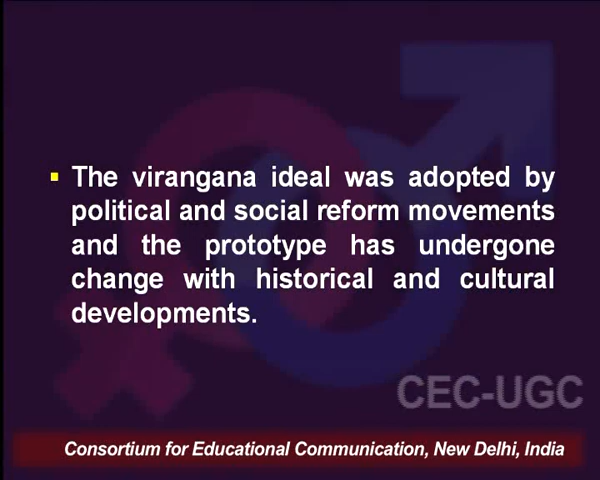 ▪ The virangana ideal was adopted by
political and social reform movements
and the prototype has undergone
change with historical and cultural
developments.
CEC-UGC
Consortium for Educational Communication, New Delhi, India